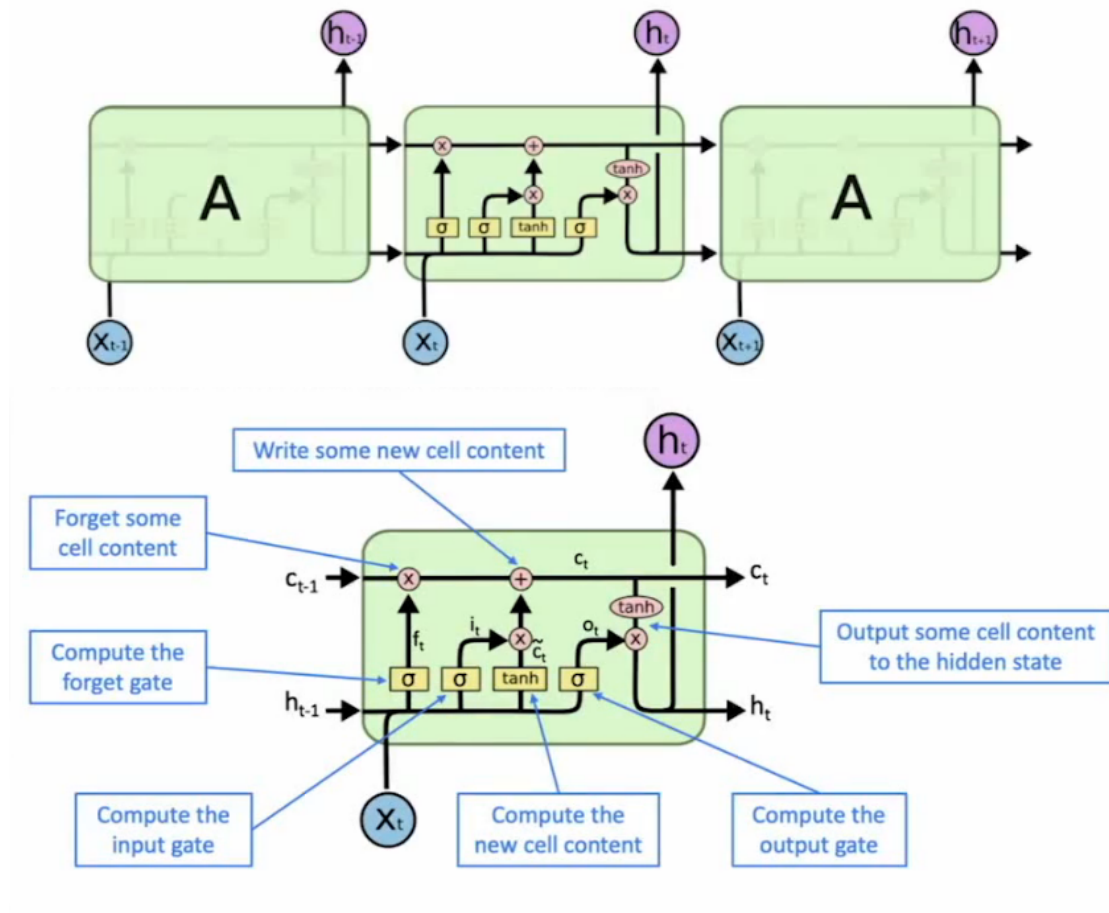 hₜ₋₁
hₜ
hₜ₊₁
A
x
+
tanh
x
x
σ
σ
tanh
σ
A
Xₜ₋₁
Xₜ
Xₜ₊₁
Write some new cell content
hₜ
Forget some
cell content
cₜ₋₁
x
+
cₜ
cₜ
tanh
fₜ
iₜ
x
c̃ₜ
oₜ
x
Output some cell content
to the hidden state
Compute the
forget gate
σ
σ
tanh
σ
hₜ₋₁
hₜ
Xₜ
Compute the
input gate
Compute the
new cell content
Compute the
output gate